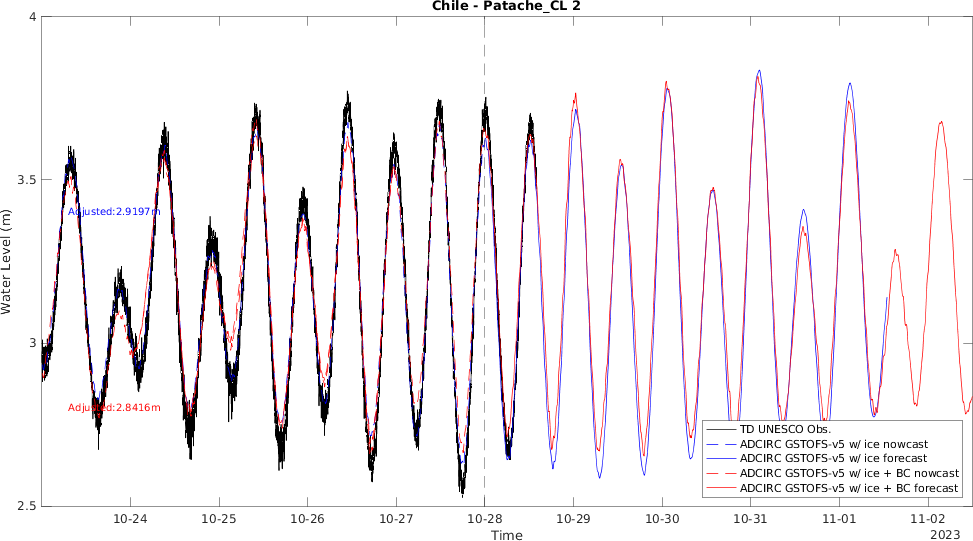 Chile - Patache_CL 2
4
3.5
3
2.5
Water Level (m)
Adjusted:2.9197m
Adjusted:2.8416m
TD UNESCO Obs.
ADCIRC GSTOFS-v5 w/ ice nowcast
ADCIRC GSTOFS-v5 w/ ice forecast
ADCIRC GSTOFS-v5 w/ ice + BC nowcast
ADCIRC GSTOFS-v5 w/ ice + BC forecast
10-24 10-25 10-26 10-27 10-28 10-29 10-30 10-31 11-01 11-02
Time
2023